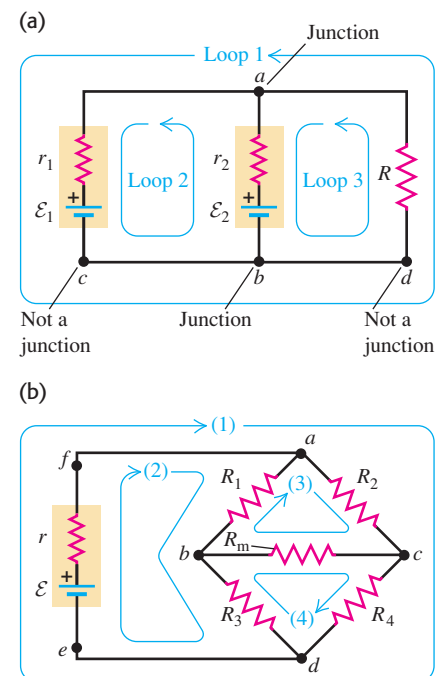 (a)
Junction
Loop 1
a
r₁
r₂
R
Loop 2
Loop 3
+
+
ℰ₁
ℰ₂
c
b
d
Not a
junction
Junction
Not a
junction
(b)
(1)
a
f
(2)
R₁
(3)
R₂
r
Rₘ
b
c
+
ℰ
R₃
(4)
R₄
e
d